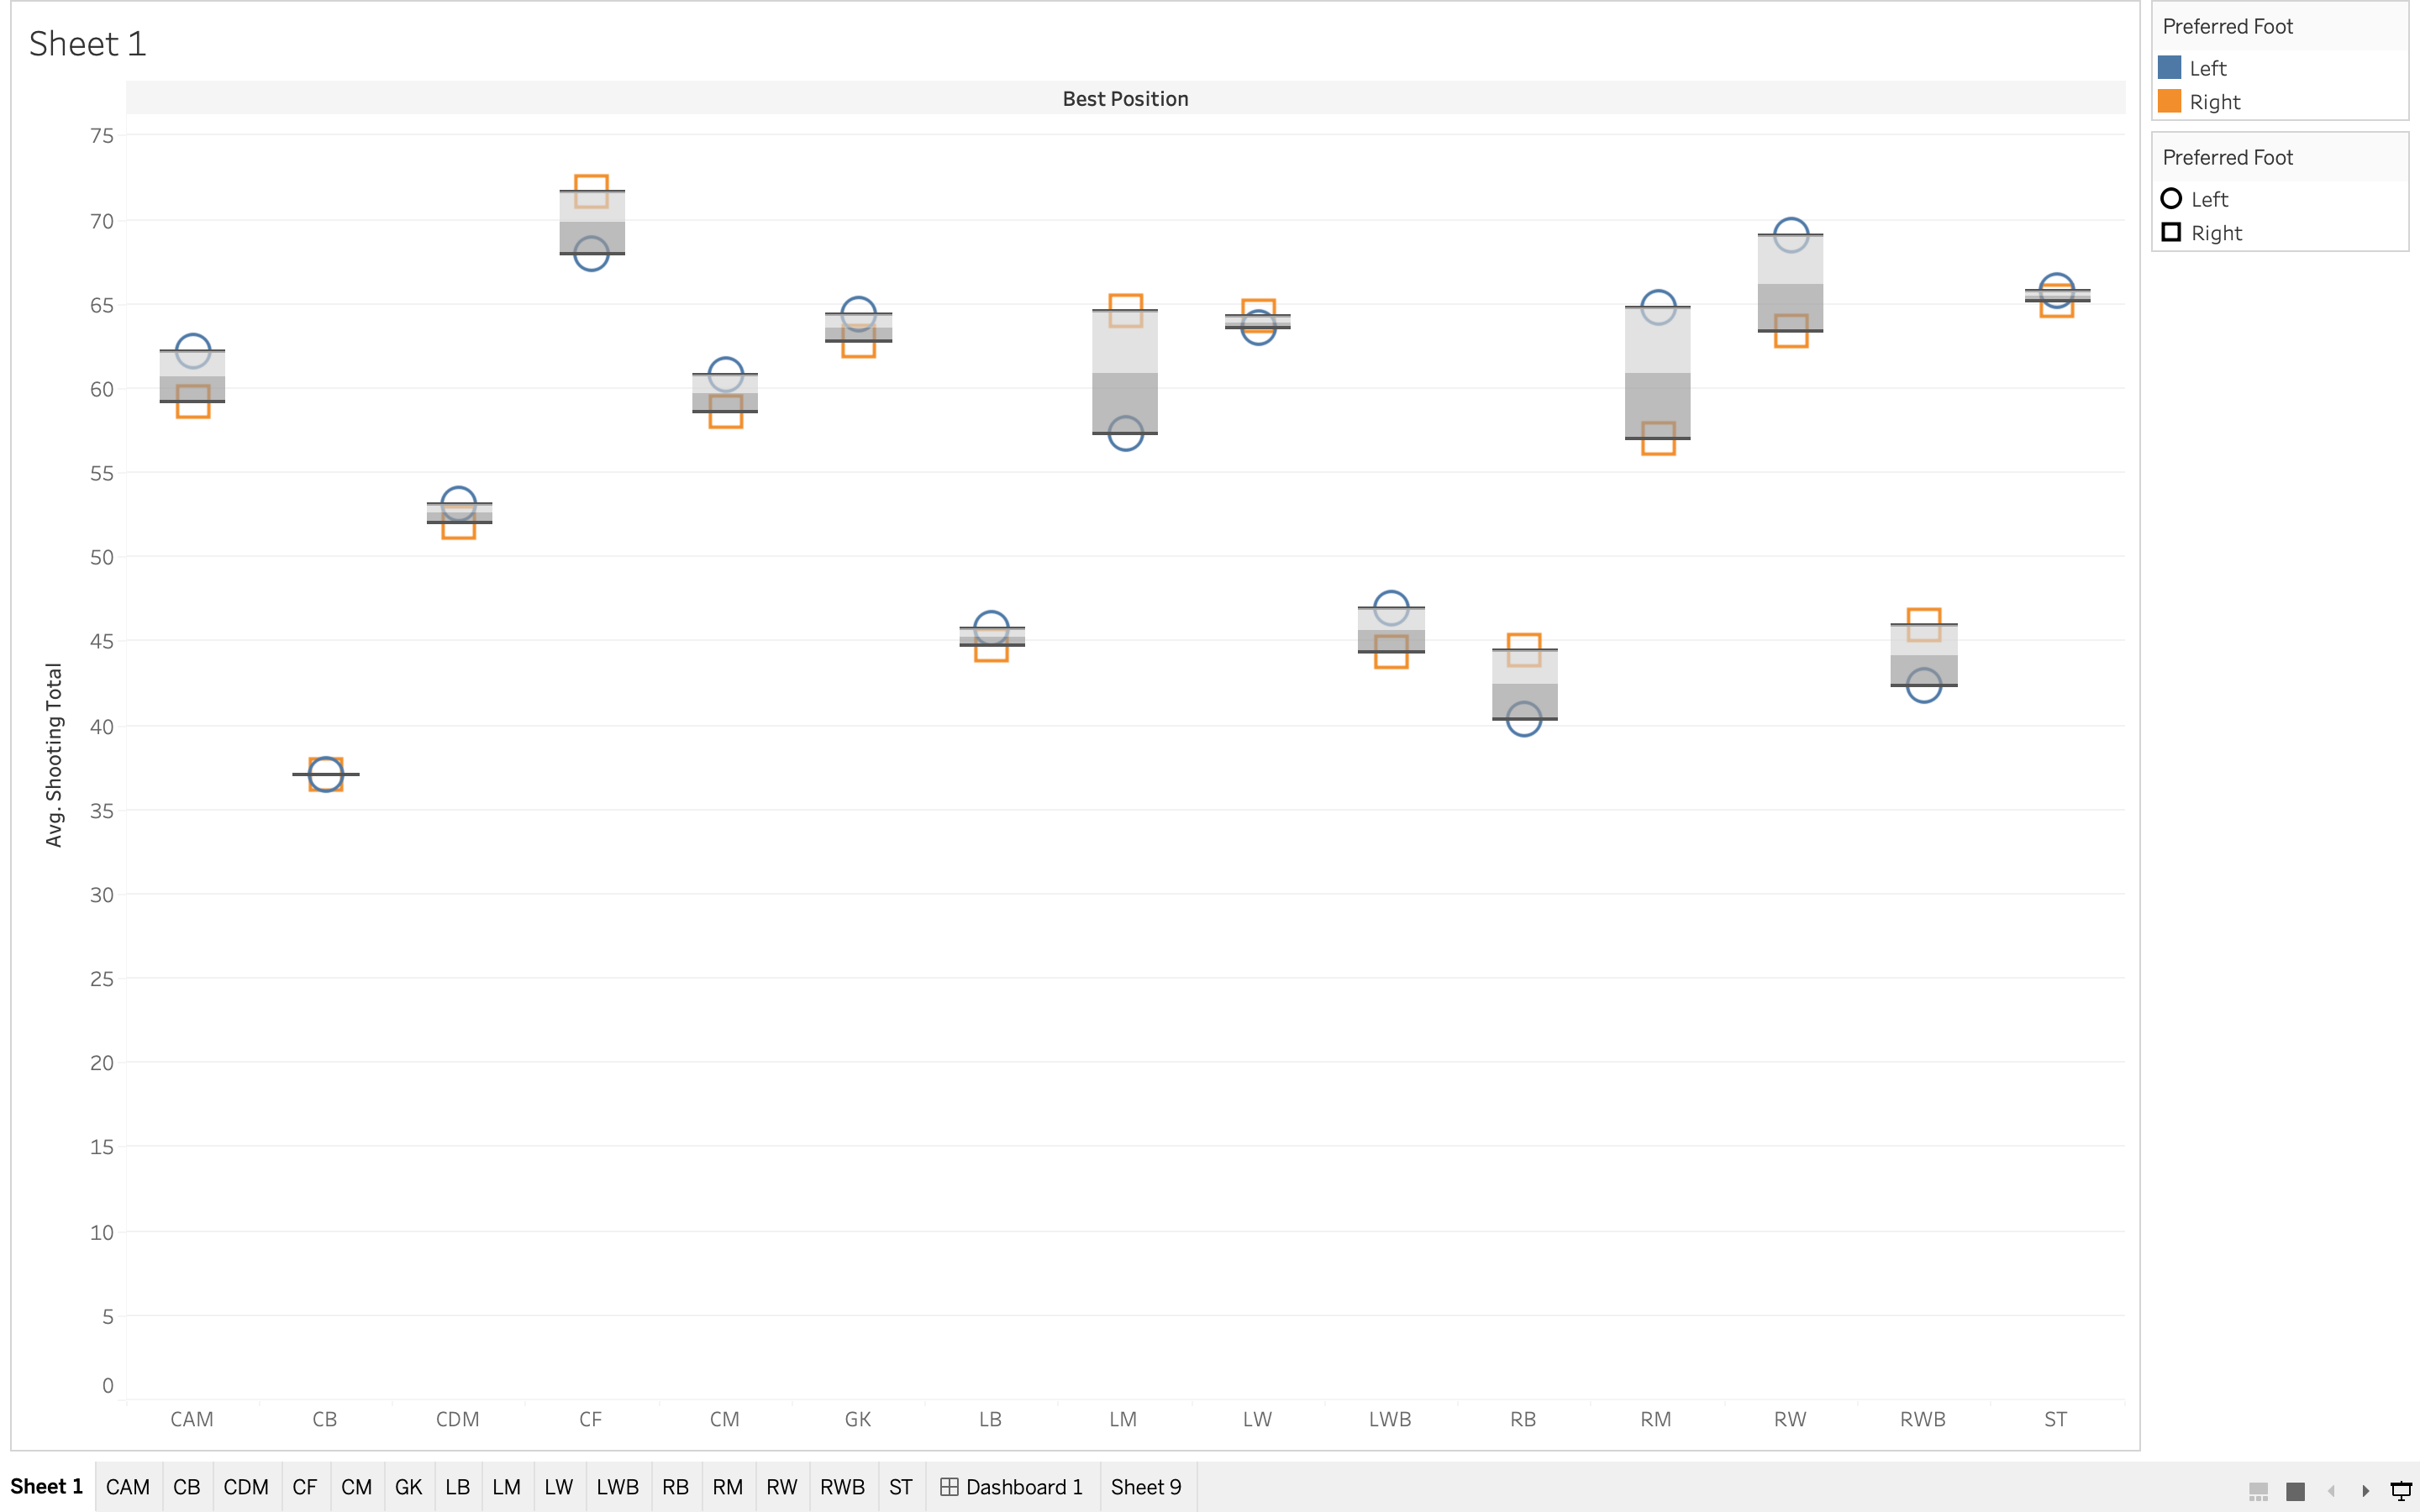 Sheet 1
Best Position
Avg. Shooting Total
75
70
65
60
55
50
45
40
35
30
25
20
15
10
5
0
CAM CB CDM CF CM GK LB LM LW LWB RB RM RW RWB ST
Preferred Foot
Left
Right
Preferred Foot
Left
Right
Sheet 1 CAM CB CDM CF CM GK LB LM LW LWB RB RM RW RWB ST Dashboard 1 Sheet 9